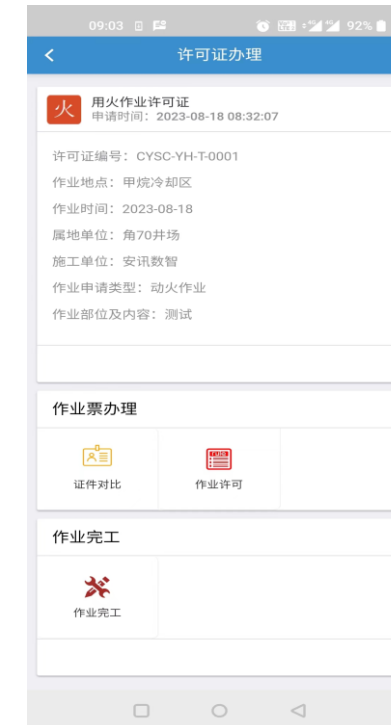 09:03 92%
许可证办理
火 用火作业许可证
申请时间：2023-08-18 08:32:07
许可证编号：CYSC-YH-T-0001
作业地点：甲烷冷却区
作业时间：2023-08-18
属地单位：角70井场
施工单位：安讯数智
作业申请类型：动火作业
作业部位及内容：测试
作业票办理
证件对比 作业许可
作业完工
作业完工